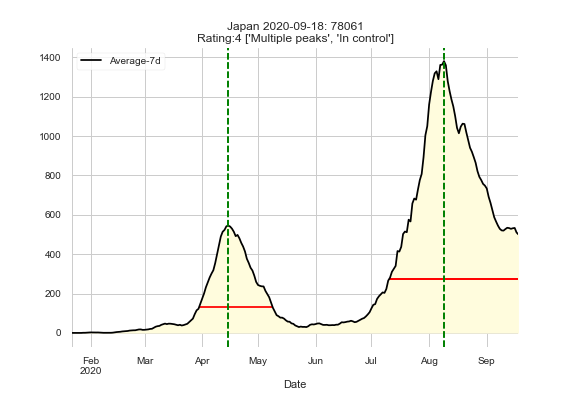 Japan 2020-09-18: 78061
Rating:4 ['Multiple peaks', 'In control']
Average-7d
1400
1200
1000
800
600
400
200
0
Feb Mar Apr May Jun Jul Aug Sep
2020
Date